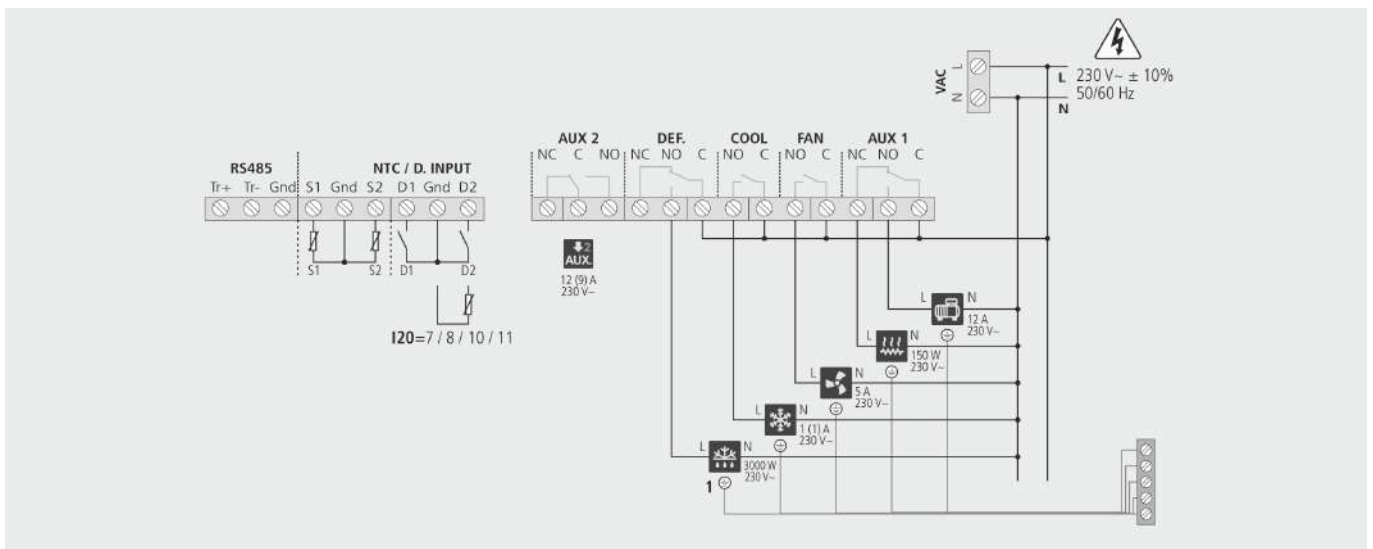 VAC
L
N
L 230 V~ ± 10%
50/60 Hz
N
RS485
NTC / D. INPUT
AUX 2
DEF.
COOL
FAN
AUX 1
Tr+ Tr- Gnd S1 Gnd S2 D1 Gnd D2
NC C NO NC NO C NO C NO C NC NO C
S1 S2 D1 D2
I20=7 / 8 / 10 / 11
2
AUX.
12 (9) A
230 V~
L N
12 A
230 V~
L N
150 W
230 V~
L N
5 A
230 V~
L N
1 (1) A
230 V~
L N
3000 W
230 V~
1